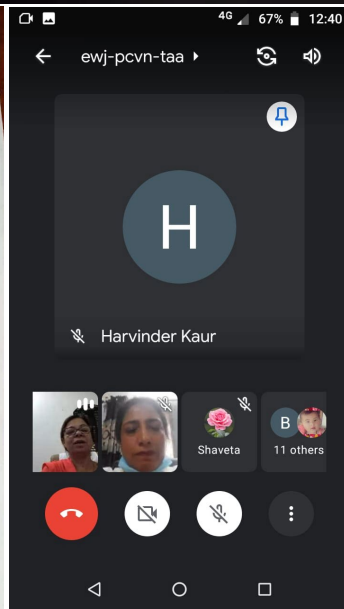 4G 67% 12:40
ewj-pcvn-taa
H
Harvinder Kaur
Shaveta
B
11 others